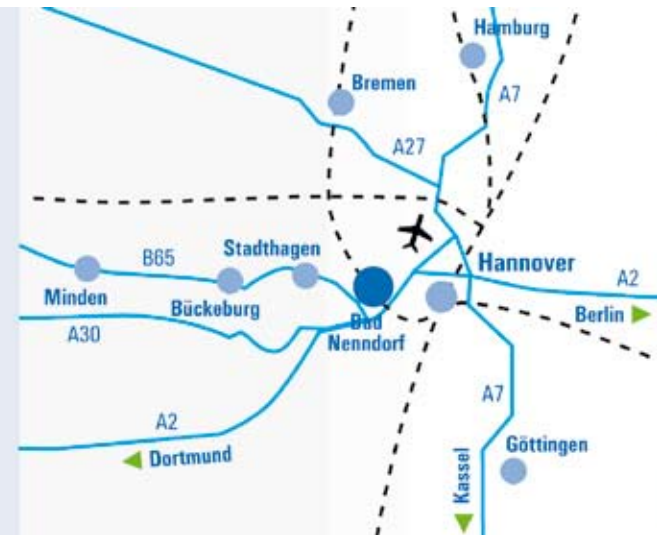 Hamburg
Bremen
A7
A27
Stadthagen
B65
Hannover
A2
Minden
Bückeburg
Bad
Nenndorf
Berlin
A30
A7
A2
Dortmund
Göttingen
Kassel